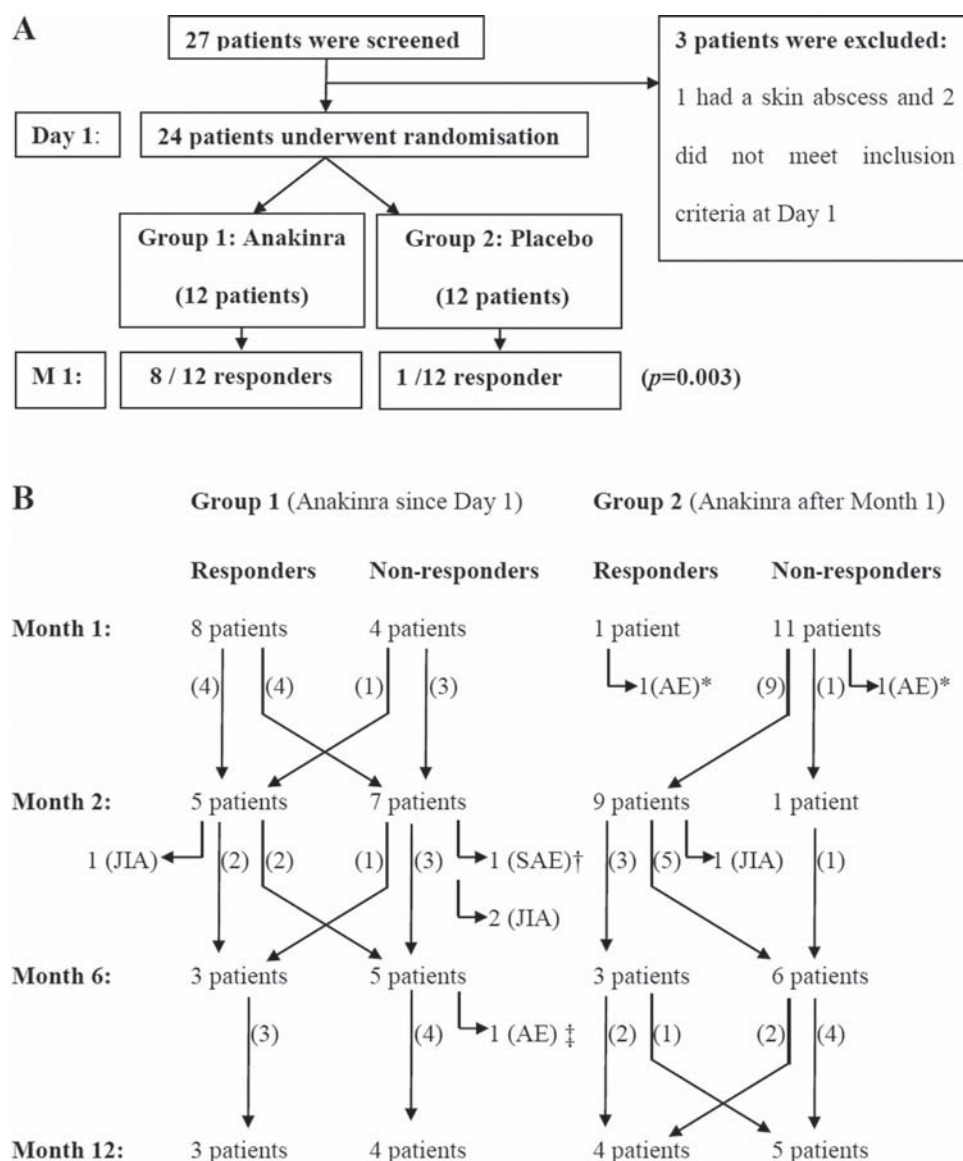 A
27 patients were screened
3 patients were excluded:
1 had a skin abscess and 2
did not meet inclusion
criteria at Day 1
Day 1:
24 patients underwent randomisation
Group 1: Anakinra
(12 patients)
Group 2: Placebo
(12 patients)
M 1:
8 / 12 responders
1 /12 responder
(p=0.003)
B
Group 1 (Anakinra since Day 1)
Group 2 (Anakinra after Month 1)
Responders Non-responders Responders Non-responders
Month 1: 8 patients 4 patients 1 patient 11 patients
(4) (4) (1) (3) 1(AE)* (9) (1) 1(AE)*
Month 2: 5 patients 7 patients 9 patients 1 patient
1 (JIA) (2) (2) (1) (3) 1 (SAE)† (3) (5) 1 (JIA) (1)
2 (JIA)
Month 6: 3 patients 5 patients 3 patients 6 patients
(3) (4) 1 (AE) ‡ (2) (1) (2) (4)
Month 12: 3 patients 4 patients 4 patients 5 patients